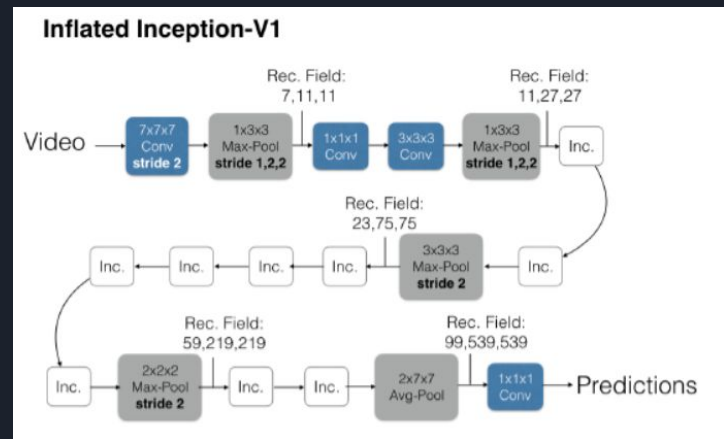 Inflated Inception-V1
Rec. Field:
7,11,11
Rec. Field:
11,27,27
Video
7x7x7
Conv
stride 2
1x3x3
Max-Pool
stride 1,2,2
1x1x1
Conv
3x3x3
Conv
1x3x3
Max-Pool
stride 1,2,2
Inc.
Rec. Field:
23,75,75
Inc.
Inc.
Inc.
Inc.
3x3x3
Max-Pool
stride 2
Inc.
Rec. Field:
59,219,219
Rec. Field:
99,539,539
Inc.
2x2x2
Max-Pool
stride 2
Inc.
Inc.
2x7x7
Avg-Pool
1x1x1
Conv
Predictions